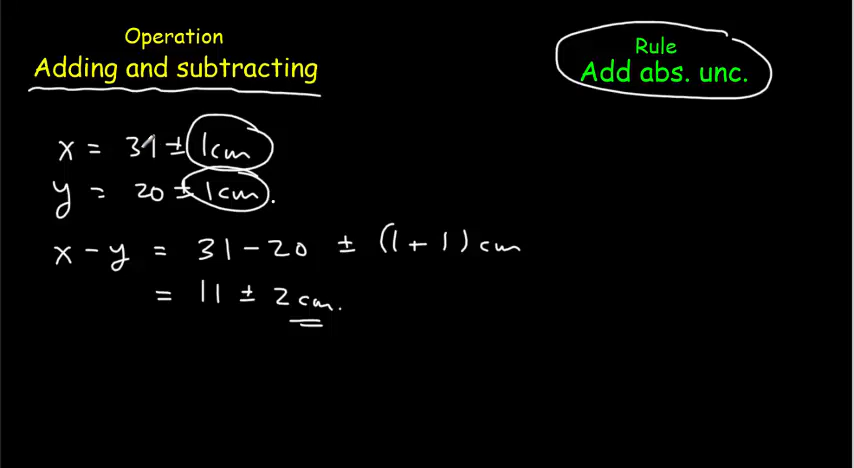 Operation
Adding and subtracting
Rule
Add abs. unc.
x = 31 ± 1cm
y = 20 ± 1cm.
x - y = 31 - 20 ± (1 + 1) cm
= 11 ± 2 cm.